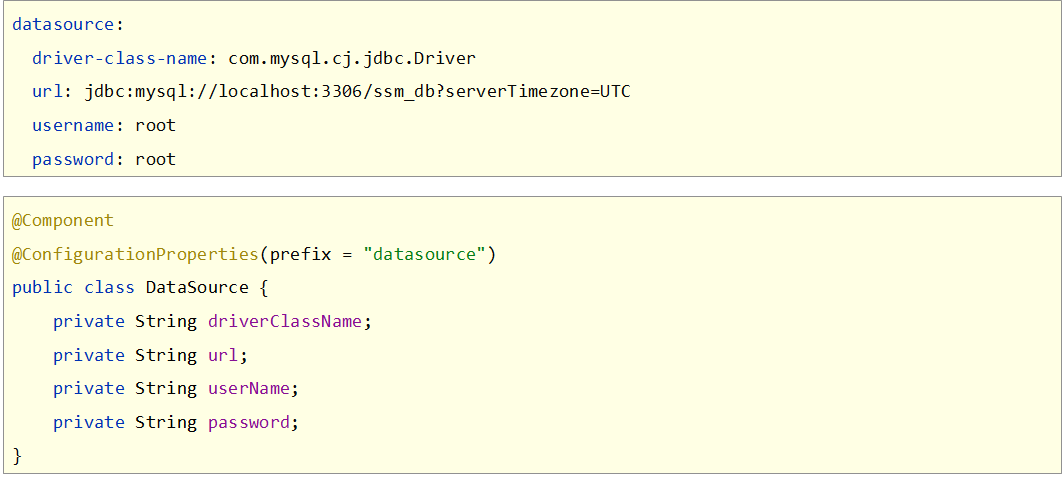 datasource:
  driver-class-name: com.mysql.cj.jdbc.Driver
  url: jdbc:mysql://localhost:3306/ssm_db?serverTimezone=UTC
  username: root
  password: root
@Component
@ConfigurationProperties(prefix = "datasource")
public class DataSource {
    private String driverClassName;
    private String url;
    private String userName;
    private String password;
}